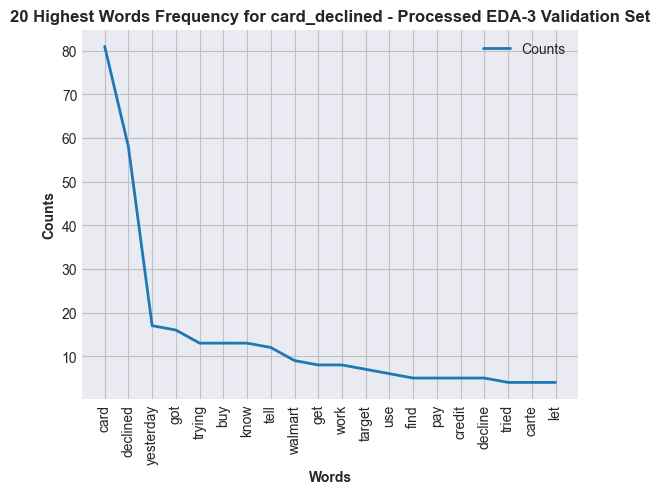 20 Highest Words Frequency for card_declined - Processed EDA-3 Validation Set
Counts
80
70
60
50
40
30
20
10
Counts
card
declined
yesterday
got
trying
buy
know
tell
walmart
get
work
target
use
find
pay
credit
decline
tried
carte
let
Words